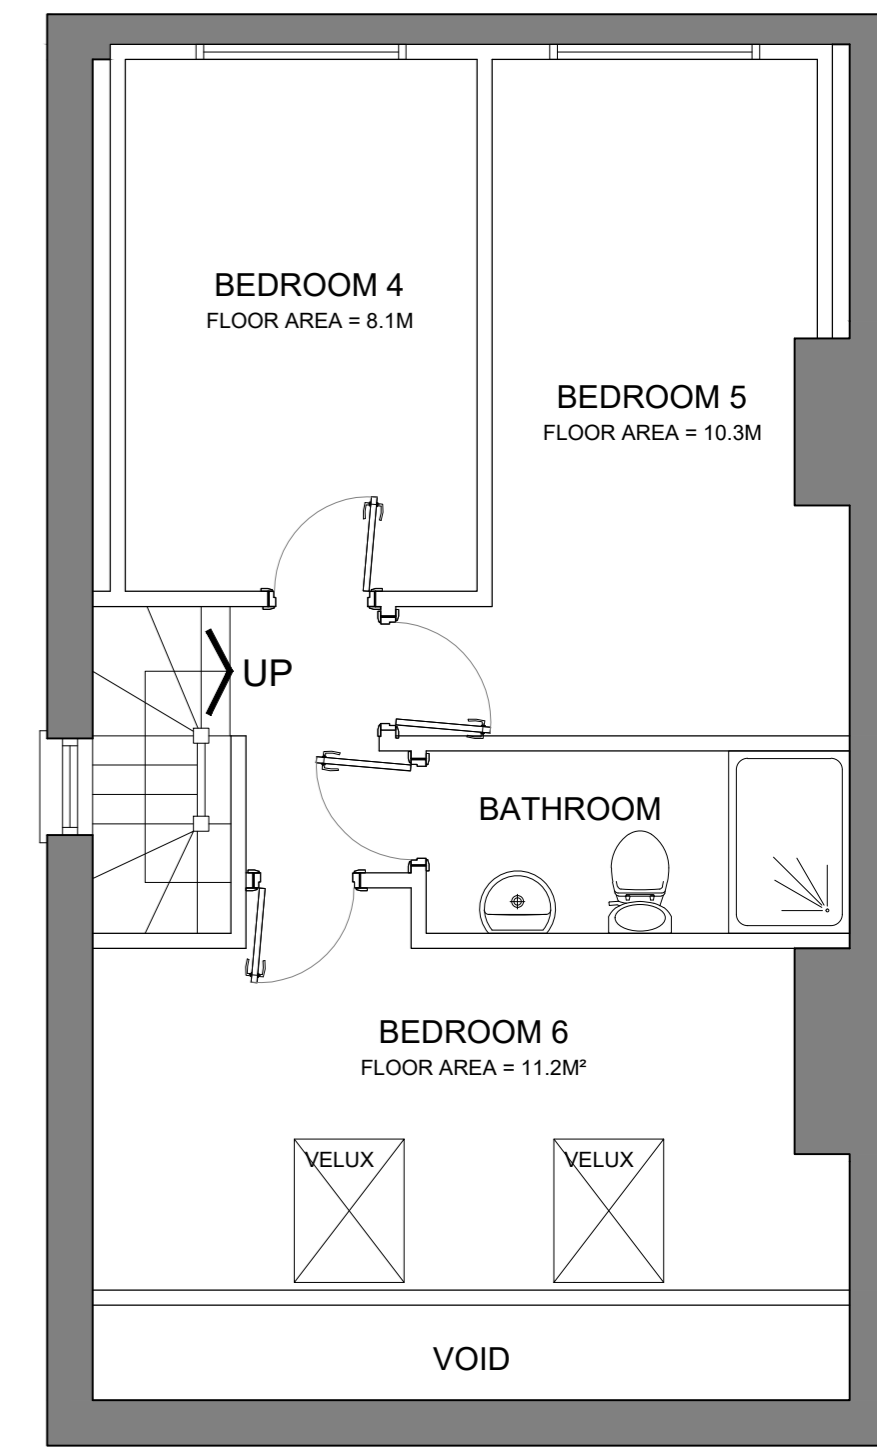 BEDROOM 4
FLOOR AREA = 8.1M
BEDROOM 5
FLOOR AREA = 10.3M
UP
BATHROOM
BEDROOM 6
FLOOR AREA = 11.2M²
VELUX
VELUX
VOID